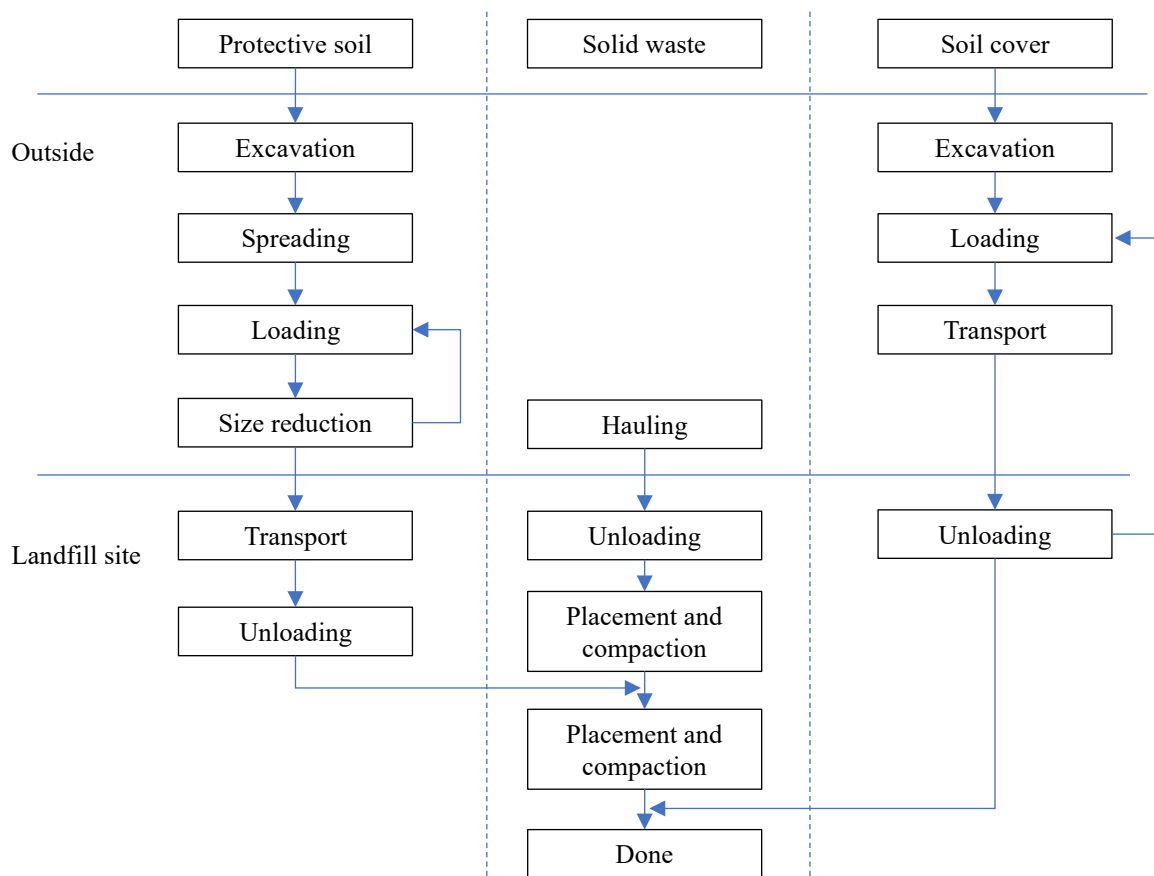 Protective soil
Solid waste
Soil cover
Outside
Excavation
Excavation
Spreading
Loading
Loading
Transport
Size reduction
Hauling
Landfill site
Transport
Unloading
Unloading
Unloading
Placement and
compaction
Placement and
compaction
Done